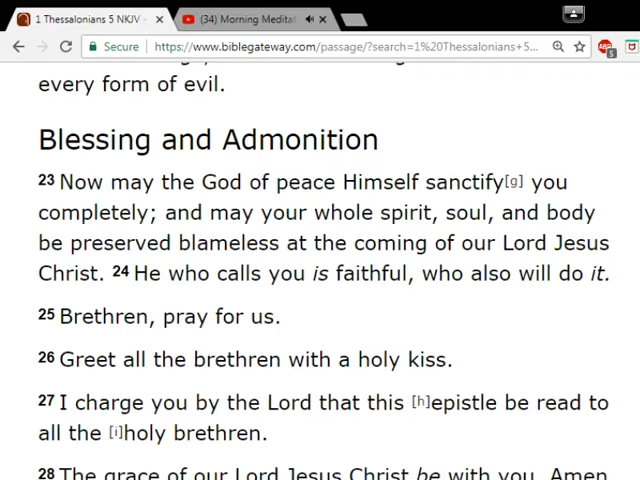 1 Thessalonians 5 NKJV -
(34) Morning Medita
Secure
https://www.biblegateway.com/passage/?search=1%20Thessalonians+5...
ABP
5
every form of evil.
Blessing and Admonition
23 Now may the God of peace Himself sanctify[g] you
completely; and may your whole spirit, soul, and body
be preserved blameless at the coming of our Lord Jesus
Christ. 24 He who calls you is faithful, who also will do it.
25 Brethren, pray for us.
26 Greet all the brethren with a holy kiss.
27 I charge you by the Lord that this [h]epistle be read to
all the [i]holy brethren.
28 The grace of our Lord Jesus Christ be with you. Amen